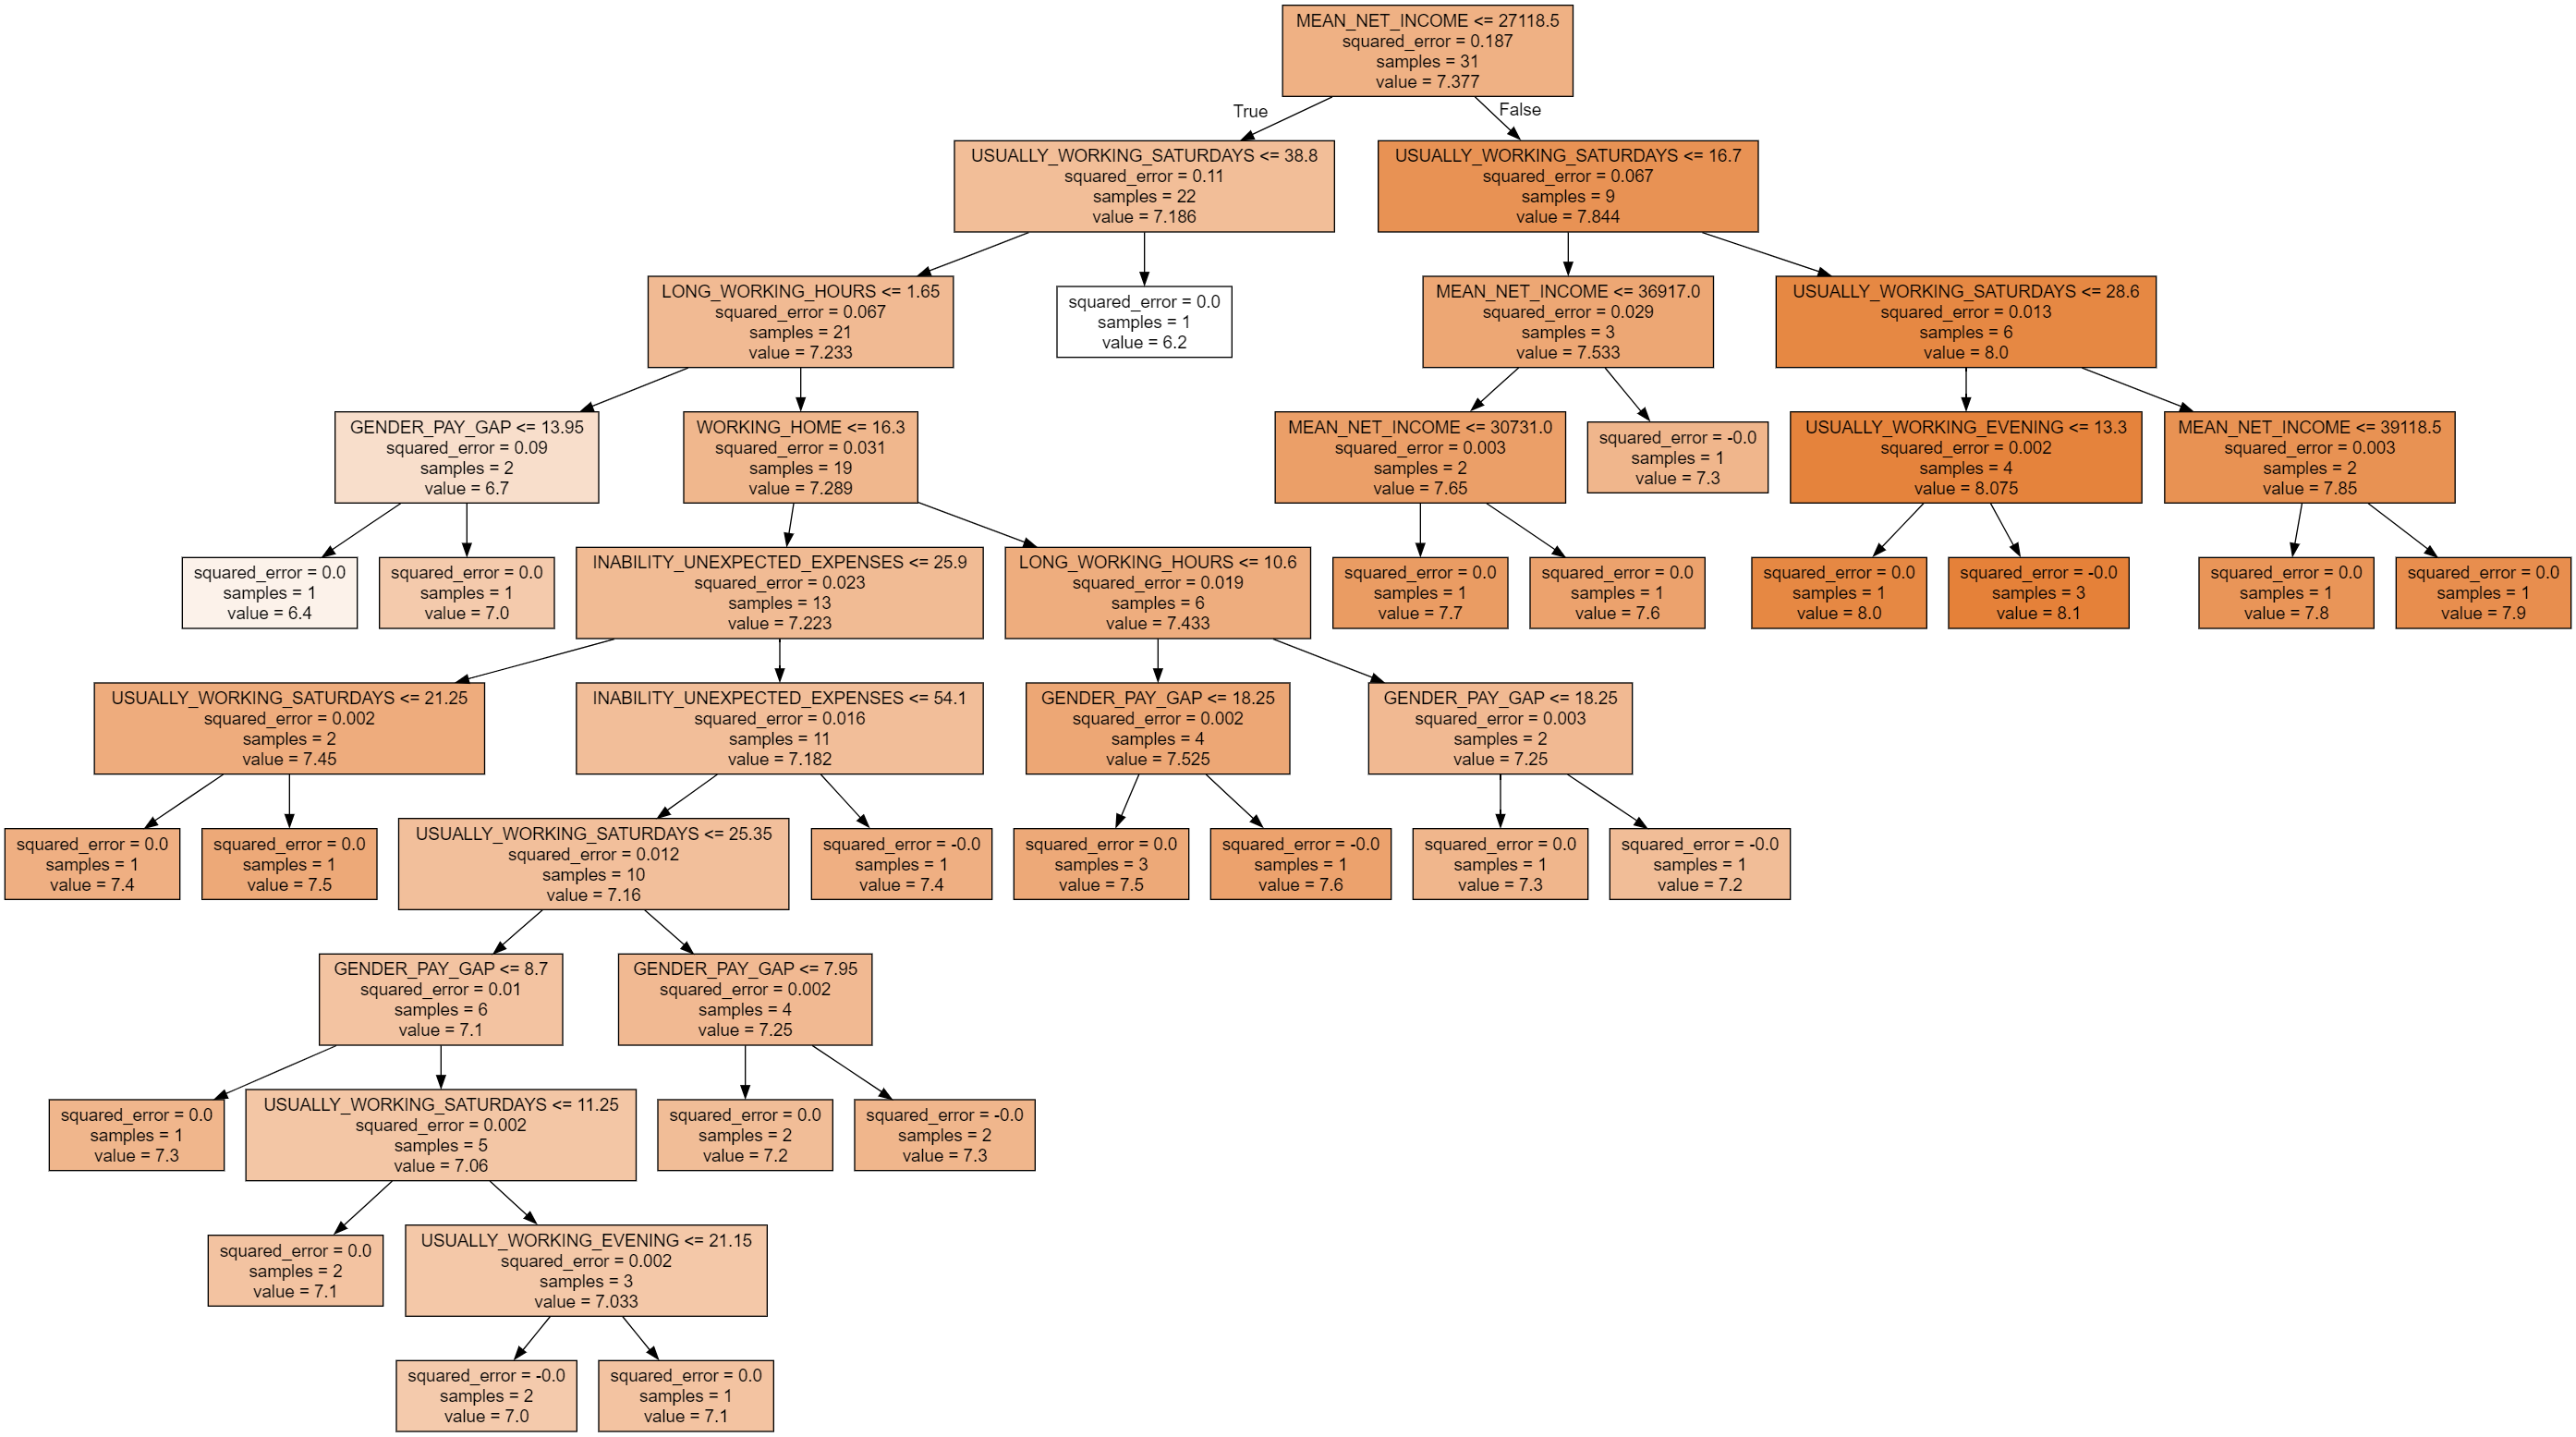 MEAN_NET_INCOME <= 27118.5
squared_error = 0.187
samples = 31
value = 7.377
True
False
USUALLY_WORKING_SATURDAYS <= 38.8
squared_error = 0.11
samples = 22
value = 7.186
USUALLY_WORKING_SATURDAYS <= 16.7
squared_error = 0.067
samples = 9
value = 7.844
LONG_WORKING_HOURS <= 1.65
squared_error = 0.067
samples = 21
value = 7.233
squared_error = 0.0
samples = 1
value = 6.2
MEAN_NET_INCOME <= 36917.0
squared_error = 0.029
samples = 3
value = 7.533
USUALLY_WORKING_SATURDAYS <= 28.6
squared_error = 0.013
samples = 6
value = 8.0
GENDER_PAY_GAP <= 13.95
squared_error = 0.09
samples = 2
value = 6.7
WORKING_HOME <= 16.3
squared_error = 0.031
samples = 19
value = 7.289
MEAN_NET_INCOME <= 30731.0
squared_error = 0.003
samples = 2
value = 7.65
squared_error = -0.0
samples = 1
value = 7.3
USUALLY_WORKING_EVENING <= 13.3
squared_error = 0.002
samples = 4
value = 8.075
MEAN_NET_INCOME <= 39118.5
squared_error = 0.003
samples = 2
value = 7.85
squared_error = 0.0
samples = 1
value = 6.4
squared_error = 0.0
samples = 1
value = 7.0
INABILITY_UNEXPECTED_EXPENSES <= 25.9
squared_error = 0.023
samples = 13
value = 7.223
LONG_WORKING_HOURS <= 10.6
squared_error = 0.019
samples = 6
value = 7.433
squared_error = 0.0
samples = 1
value = 7.7
squared_error = 0.0
samples = 1
value = 7.6
squared_error = 0.0
samples = 1
value = 8.0
squared_error = -0.0
samples = 3
value = 8.1
squared_error = 0.0
samples = 1
value = 7.8
squared_error = 0.0
samples = 1
value = 7.9
USUALLY_WORKING_SATURDAYS <= 21.25
squared_error = 0.002
samples = 2
value = 7.45
INABILITY_UNEXPECTED_EXPENSES <= 54.1
squared_error = 0.016
samples = 11
value = 7.182
GENDER_PAY_GAP <= 18.25
squared_error = 0.002
samples = 4
value = 7.525
GENDER_PAY_GAP <= 18.25
squared_error = 0.003
samples = 2
value = 7.25
squared_error = 0.0
samples = 1
value = 7.4
squared_error = 0.0
samples = 1
value = 7.5
USUALLY_WORKING_SATURDAYS <= 25.35
squared_error = 0.012
samples = 10
value = 7.16
squared_error = -0.0
samples = 1
value = 7.4
squared_error = 0.0
samples = 3
value = 7.5
squared_error = -0.0
samples = 1
value = 7.6
squared_error = 0.0
samples = 1
value = 7.3
squared_error = -0.0
samples = 1
value = 7.2
GENDER_PAY_GAP <= 8.7
squared_error = 0.01
samples = 6
value = 7.1
GENDER_PAY_GAP <= 7.95
squared_error = 0.002
samples = 4
value = 7.25
squared_error = 0.0
samples = 1
value = 7.3
USUALLY_WORKING_SATURDAYS <= 11.25
squared_error = 0.002
samples = 5
value = 7.06
squared_error = 0.0
samples = 2
value = 7.2
squared_error = -0.0
samples = 2
value = 7.3
squared_error = 0.0
samples = 2
value = 7.1
USUALLY_WORKING_EVENING <= 21.15
squared_error = 0.002
samples = 3
value = 7.033
squared_error = -0.0
samples = 2
value = 7.0
squared_error = 0.0
samples = 1
value = 7.1